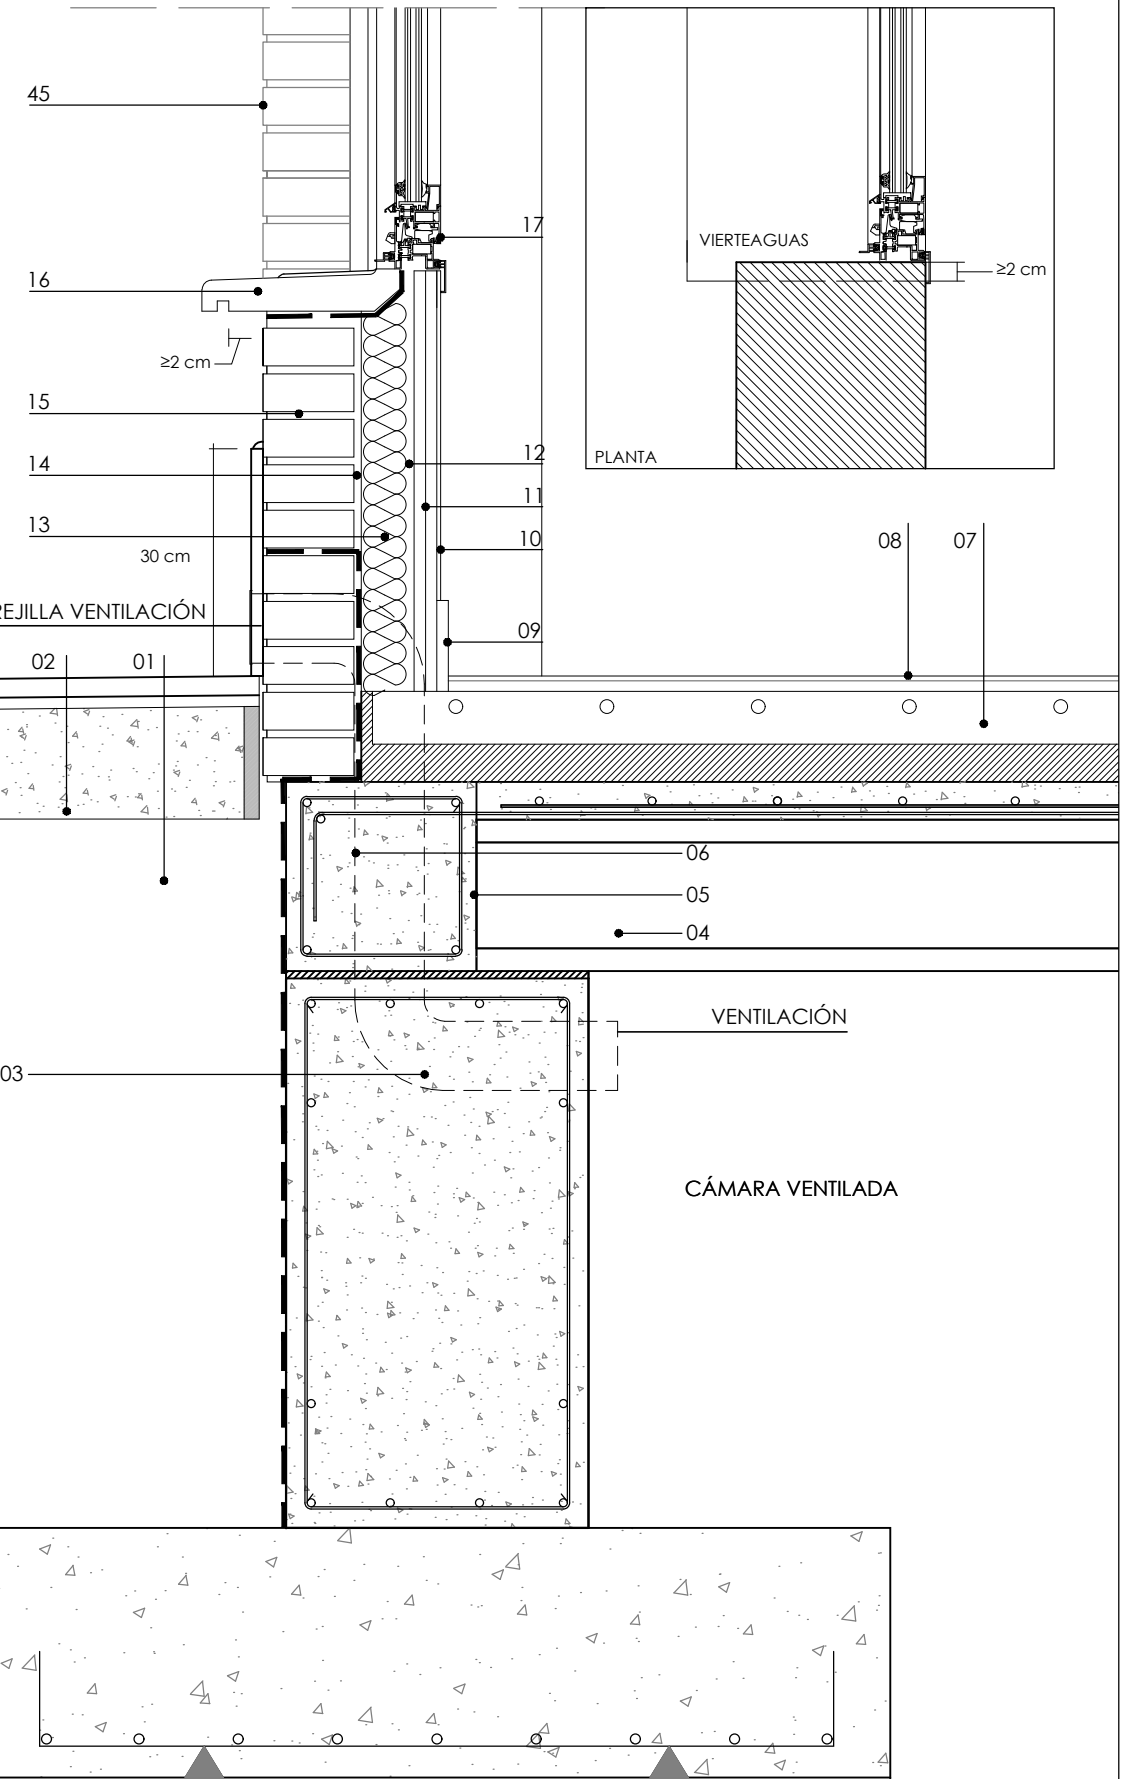 45
17
VIERTEAGUAS
≥2 cm
16
≥2 cm
15
12
PLANTA
14
11
13
10
30 cm
08
07
REJILLA VENTILACIÓN
09
02
01
06
05
04
VENTILACIÓN
03
CÁMARA VENTILADA